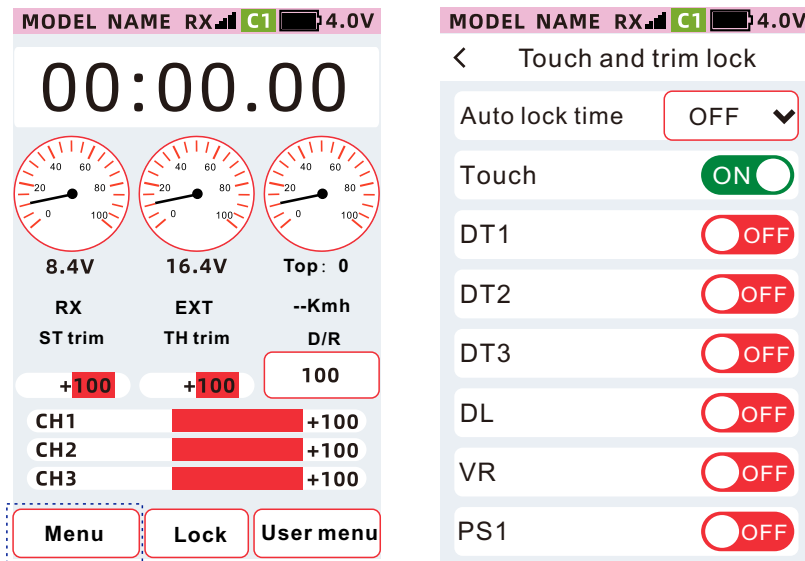 MODEL NAME RX C1 4.0V
00:00.00
0 20 40 60 80 100
0 20 40 60 80 100
0 20 40 60 80 100
8.4V 16.4V Top: 0
RX EXT --Kmh
ST trim TH trim D/R
+100 +100 100
CH1 +100
CH2 +100
CH3 +100
Menu Lock User menu
MODEL NAME RX C1 4.0V
< Touch and trim lock
Auto lock time OFF
Touch ON
DT1 OFF
DT2 OFF
DT3 OFF
DL OFF
VR OFF
PS1 OFF